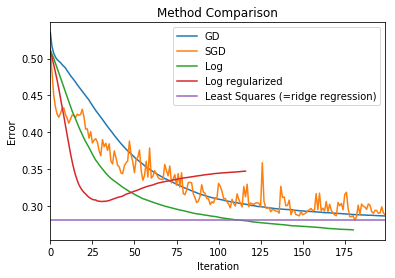 Method Comparison
GD
SGD
Log
Log regularized
Least Squares (=ridge regression)
Error
0.50
0.45
0.40
0.35
0.30
0 25 50 75 100 125 150 175
Iteration